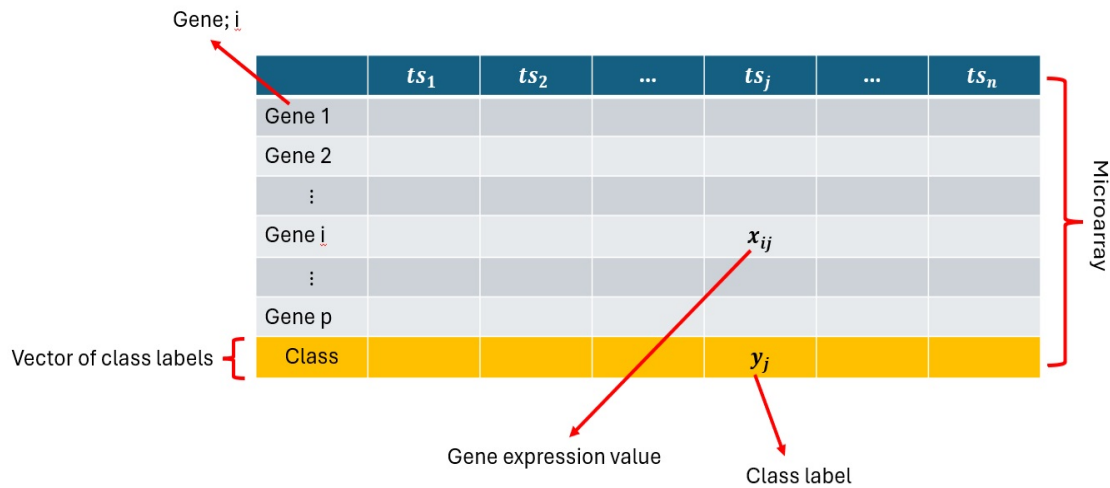 Gene; i
ts₁ ts₂ ... tsⱼ ... tsₙ
Gene 1
Gene 2
⋮
Gene i xᵢⱼ
⋮
Gene p
Vector of class labels Class yⱼ
Microarray
Gene expression value
Class label